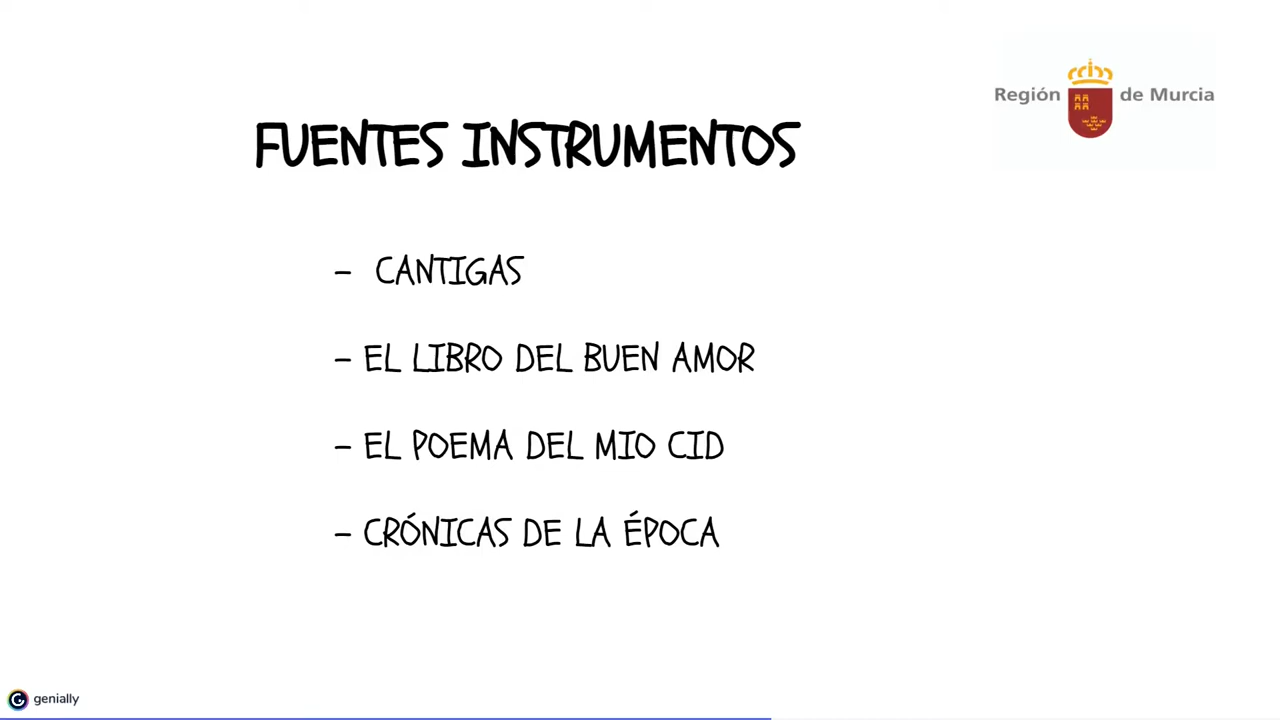 Región de Murcia
FUENTES INSTRUMENTOS
- CANTIGAS
- EL LIBRO DEL BUEN AMOR
- EL POEMA DEL MIO CID
- CRÓNICAS DE LA ÉPOCA
genially